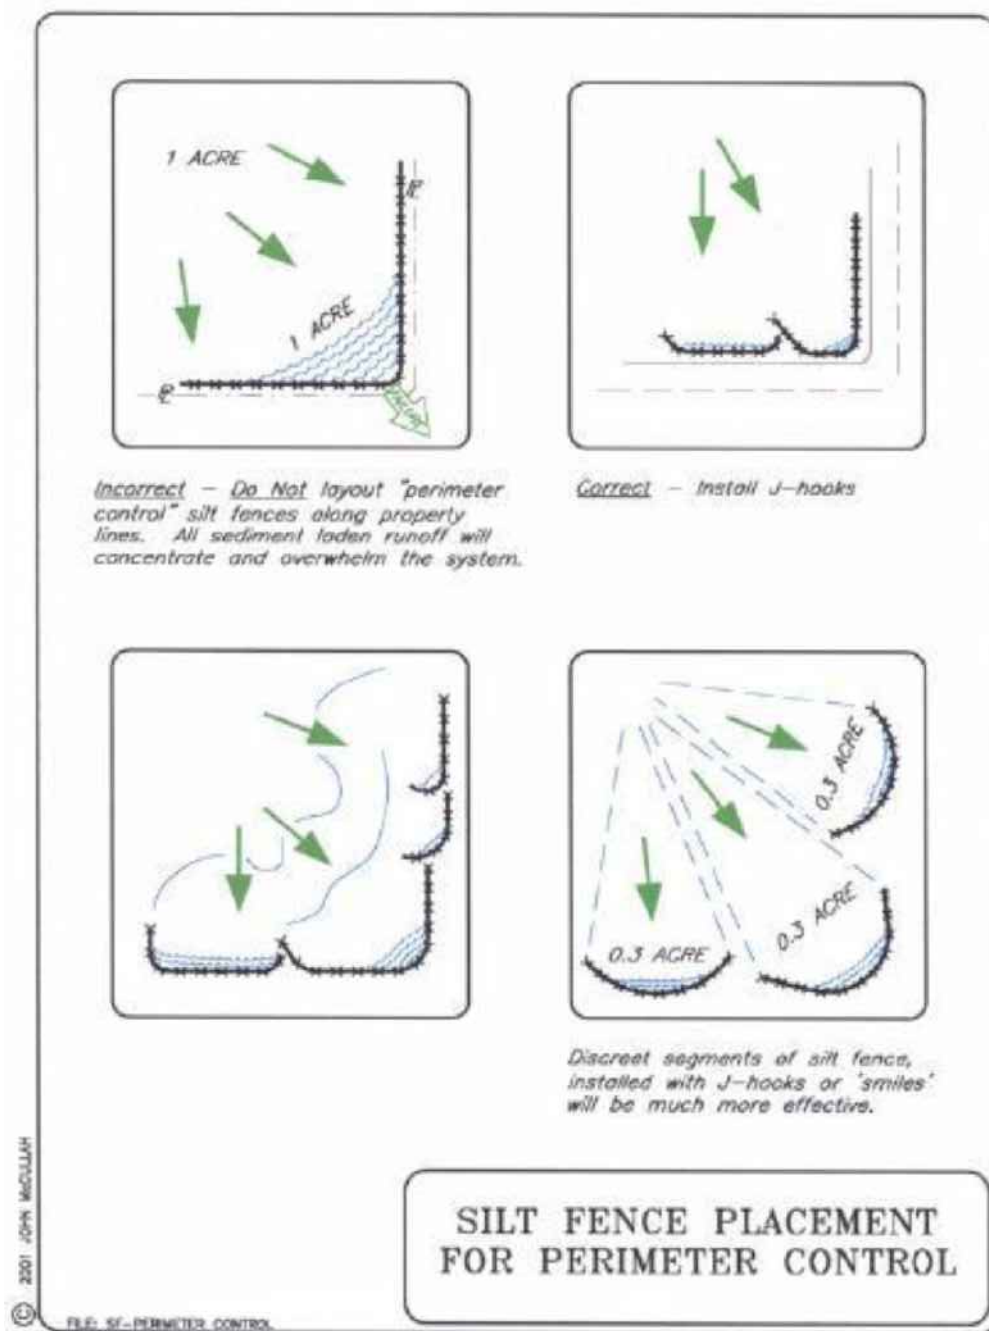 1 ACRE
1 ACRE
Incorrect – Do Not layout "perimeter
control" silt fences along property
lines. All sediment laden runoff will
concentrate and overwhelm the system.
Correct – Install J-hooks
0.3 ACRE
0.3 ACRE
0.3 ACRE
Discreet segments of silt fence,
installed with J-hooks or 'smiles'
will be much more effective.
SILT FENCE PLACEMENT
FOR PERIMETER CONTROL
© 2001 JOHN McCULLAH
FILE: SF-PERIMETER CONTROL